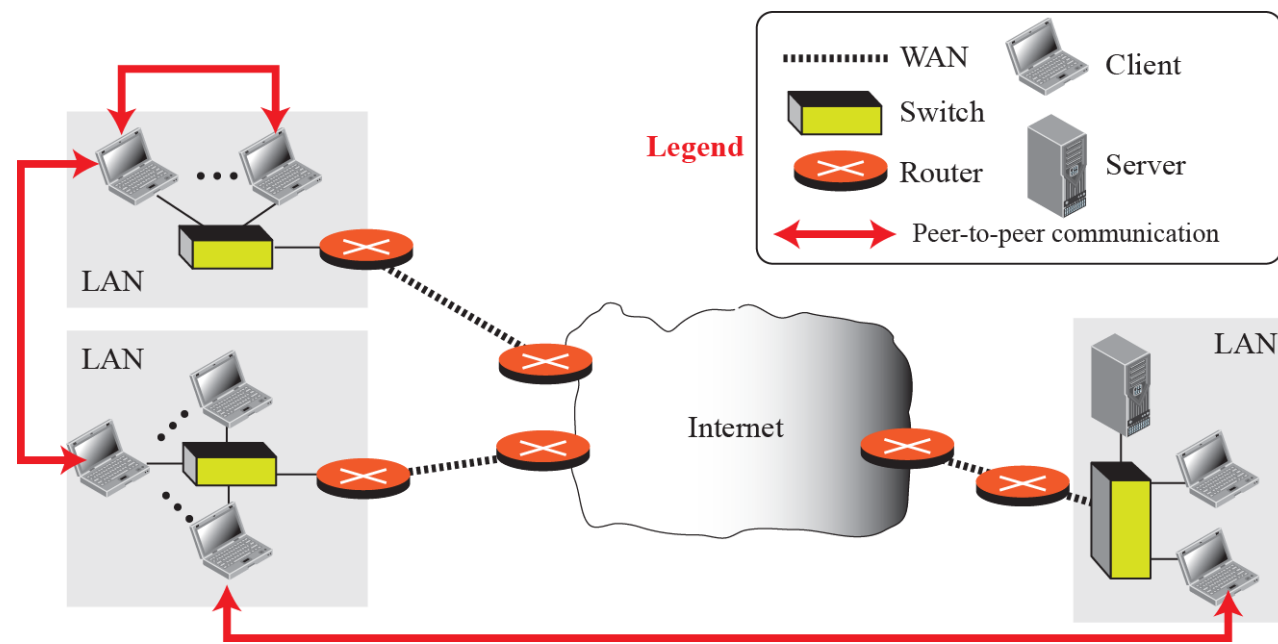 WAN
Client
Switch
Legend
Router
Server
Peer-to-peer communication
LAN
LAN
Internet
LAN